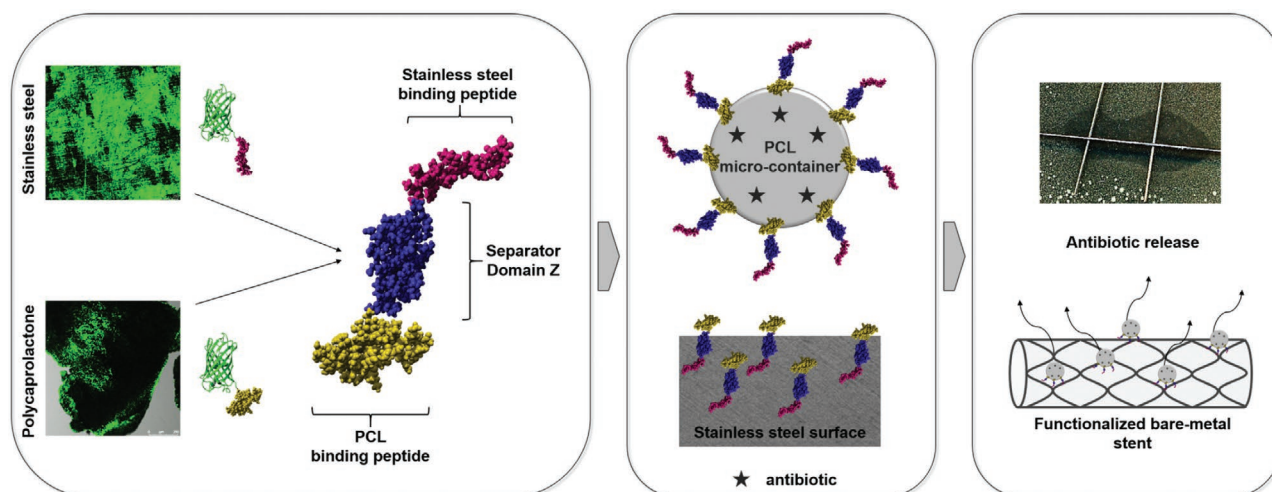 Stainless steel
Polycaprolactone
Stainless steel
binding peptide
Separator
Domain Z
PCL
binding peptide
PCL
micro-container
Stainless steel surface
antibiotic
Antibiotic release
Functionalized bare-metal
stent